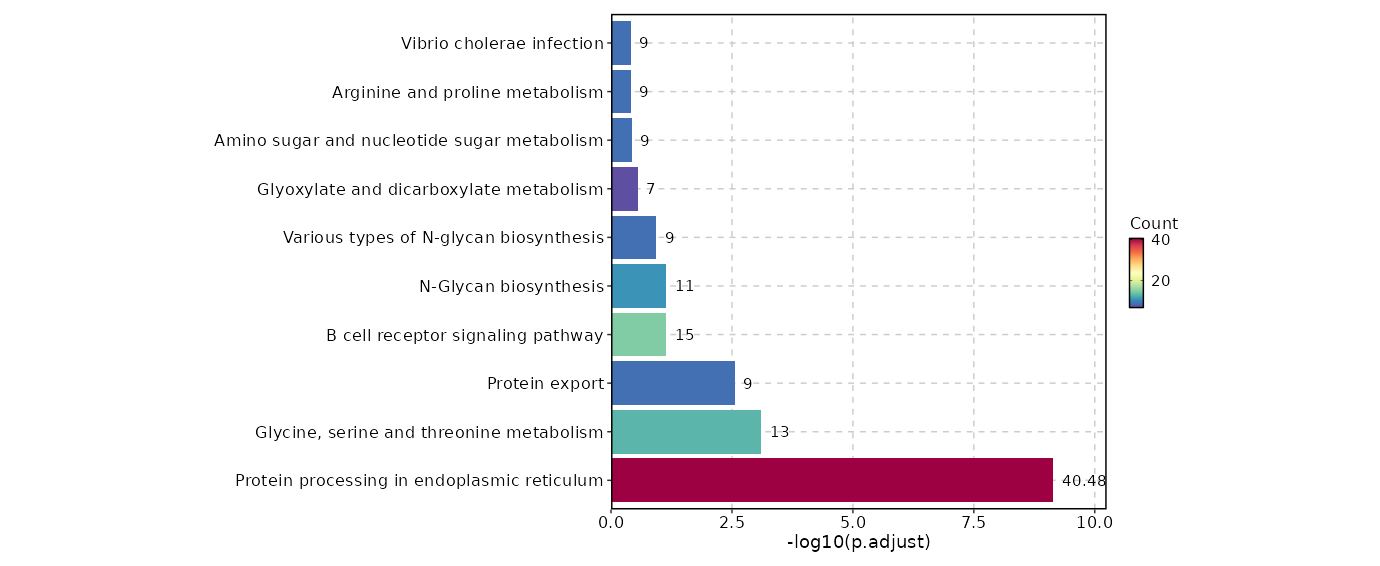 Vibrio cholerae infection 9
Arginine and proline metabolism 9
Amino sugar and nucleotide sugar metabolism 9
Glyoxylate and dicarboxylate metabolism 7
Various types of N-glycan biosynthesis 9
N-Glycan biosynthesis 11
B cell receptor signaling pathway 15
Protein export 9
Glycine, serine and threonine metabolism 13
Protein processing in endoplasmic reticulum 40.48
0.0 2.5 5.0 7.5 10.0
-log10(p.adjust)
Count
40
20